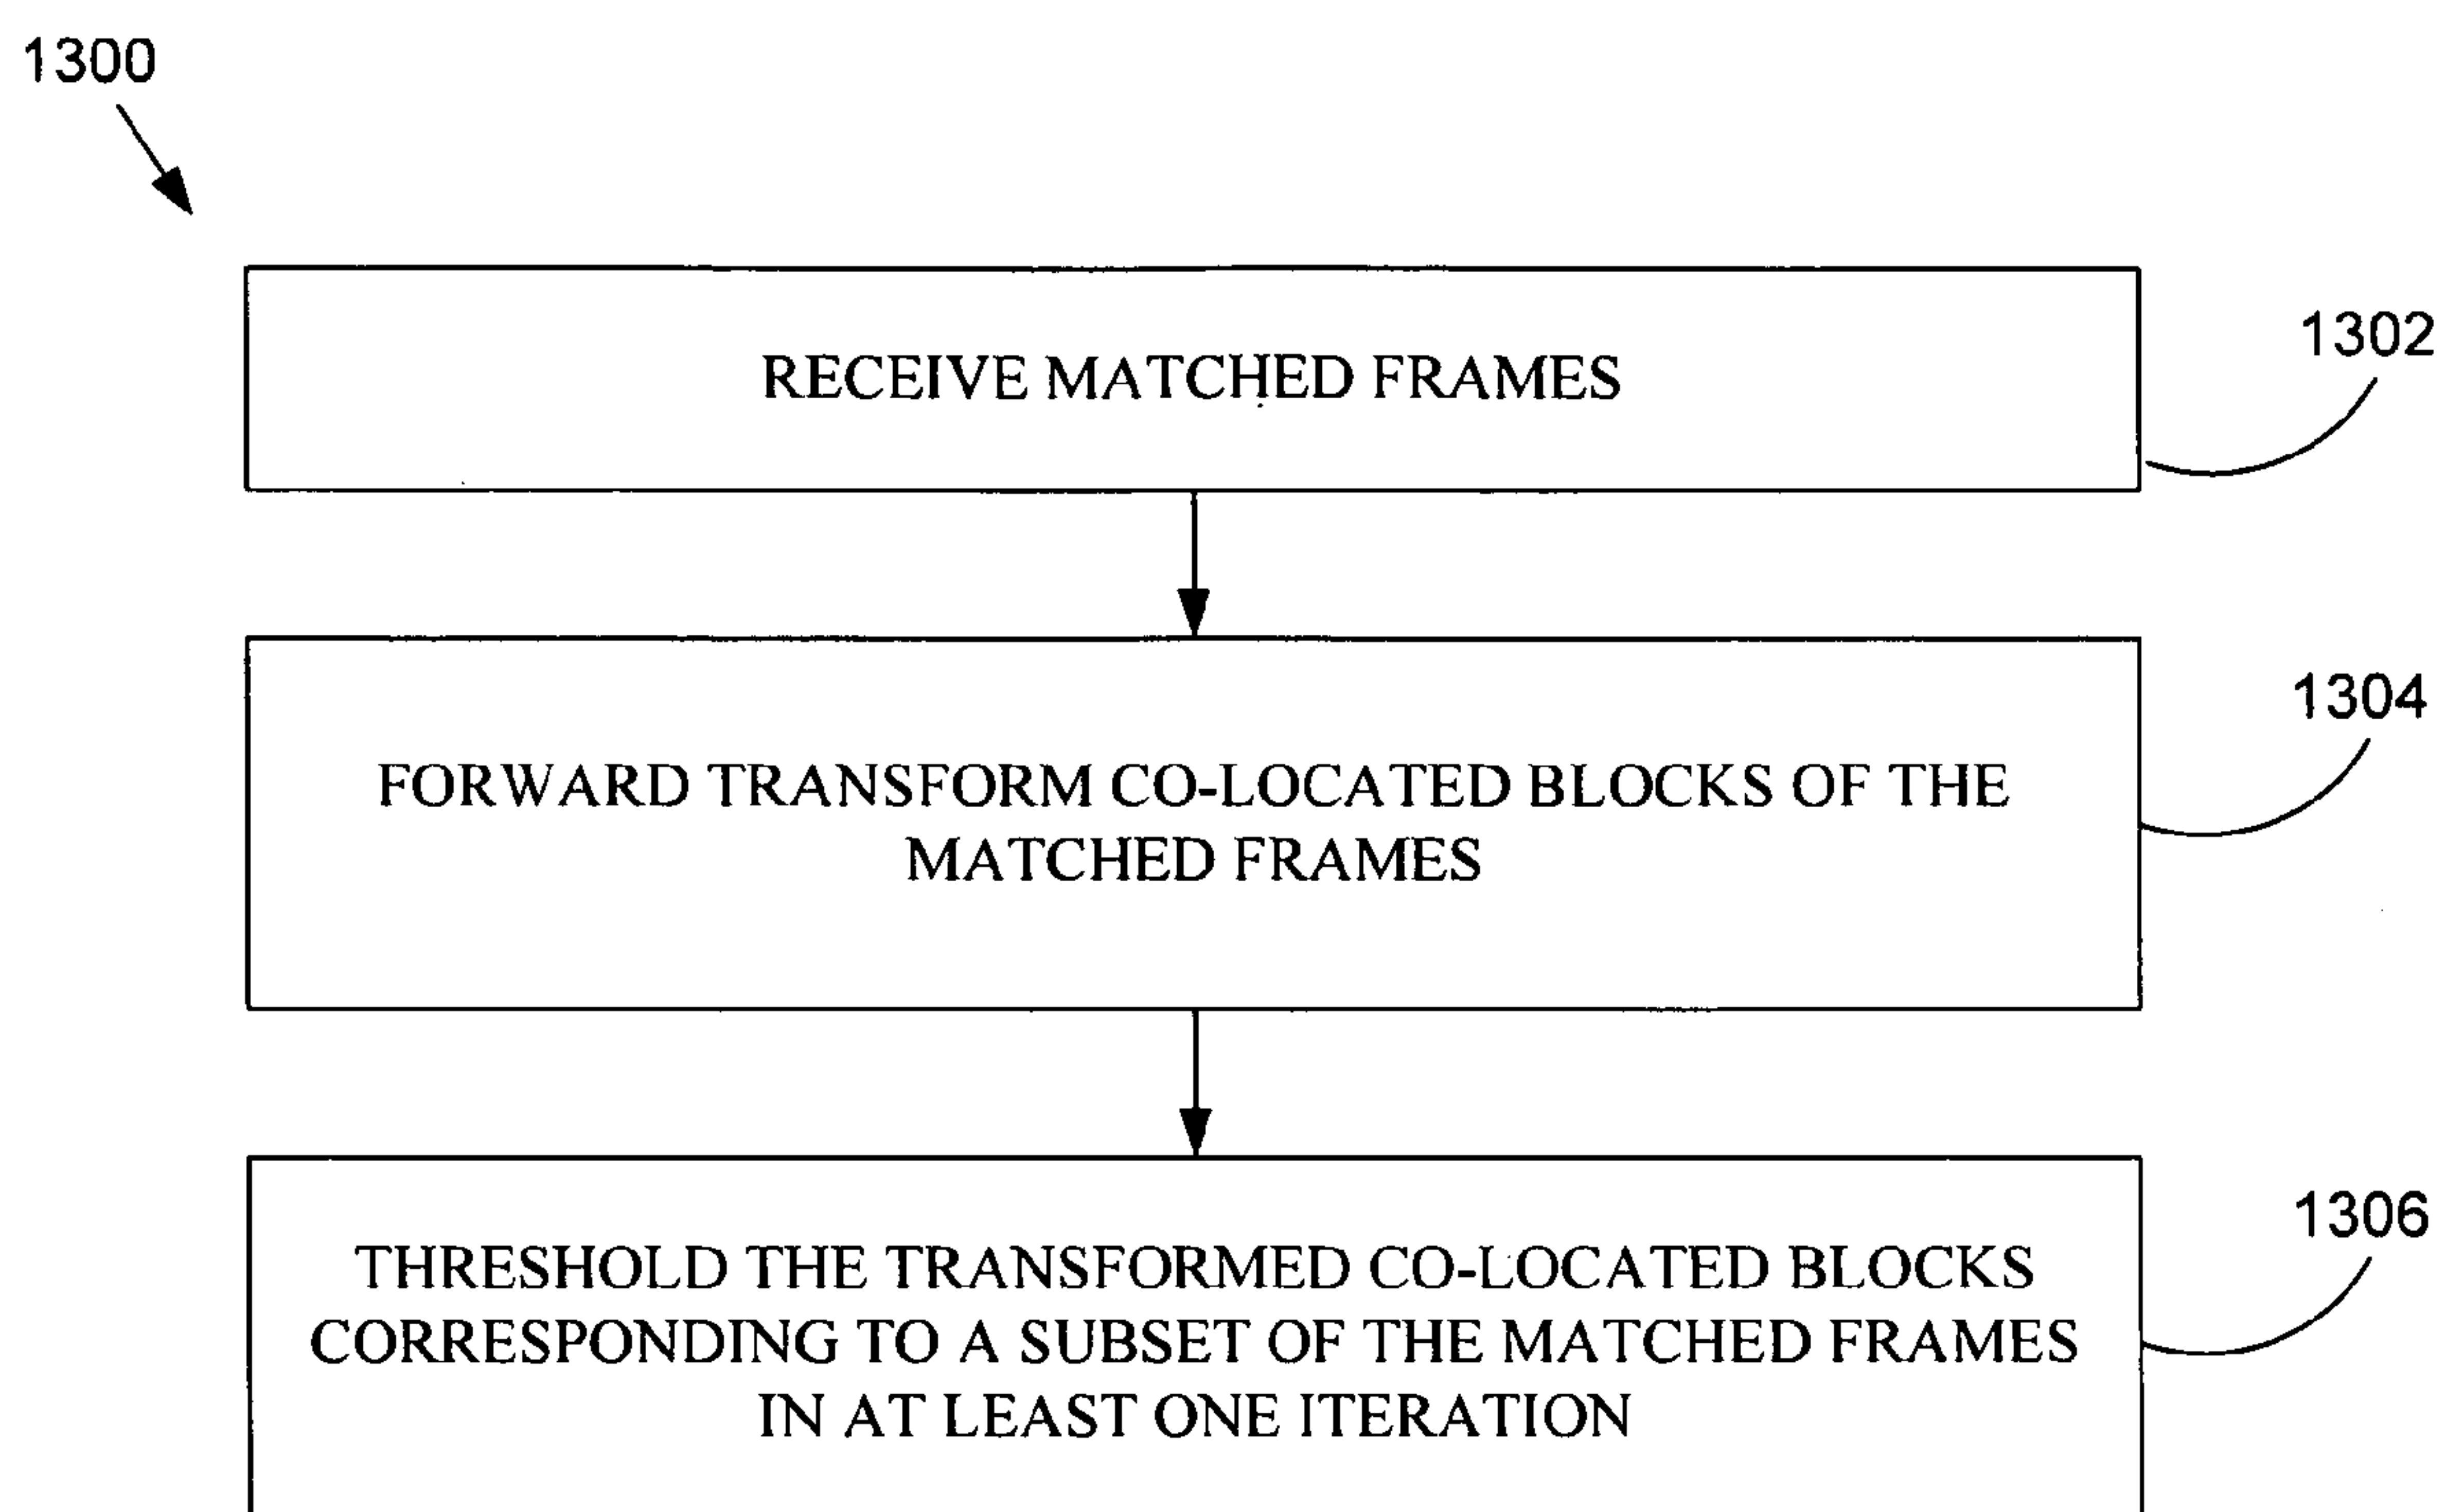 1300
RECEIVE MATCHED FRAMES
1302
FORWARD TRANSFORM CO-LOCATED BLOCKS OF THE
MATCHED FRAMES
1304
THRESHOLD THE TRANSFORMED CO-LOCATED BLOCKS
CORRESPONDING TO A SUBSET OF THE MATCHED FRAMES
IN AT LEAST ONE ITERATION
1306